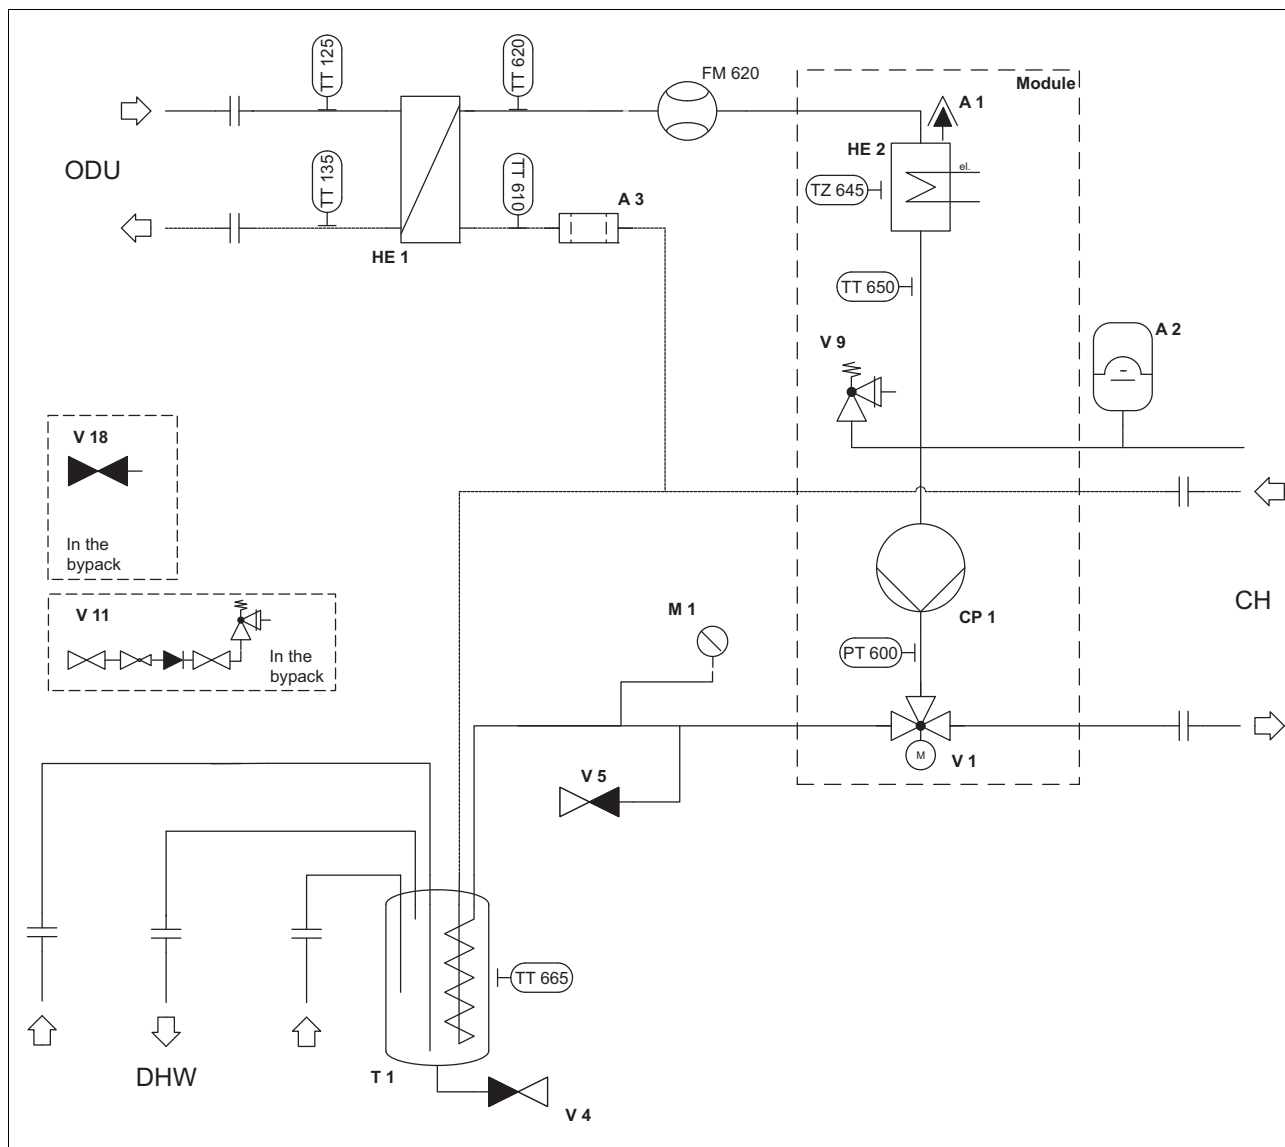 TT 125
TT 620
FM 620
Module
A 1
ODU
HE 2
el.
TT 135
TT 610
A 3
TZ 645
HE 1
TT 650
V 9
A 2
V 18
In the
bypack
V 11
In the
bypack
M 1
CP 1
CH
PT 600
V 5
M
V 1
TT 665
DHW
T 1
V 4